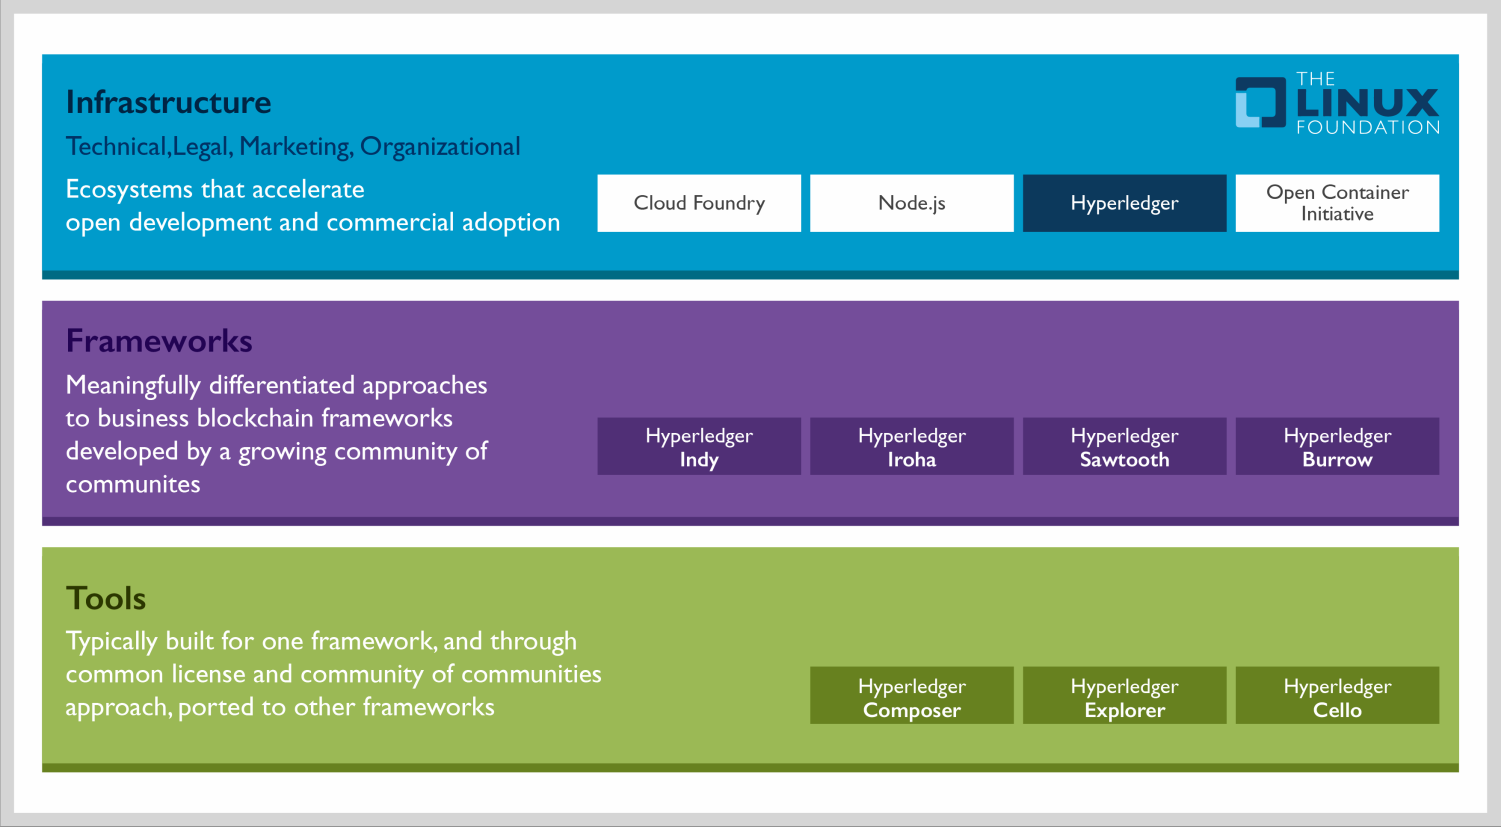 Infrastructure
Technical,Legal, Marketing, Organizational
Ecosystems that accelerate
open development and commercial adoption
THE
LINUX
FOUNDATION
Cloud Foundry
Node.js
Hyperledger
Open Container
Initiative
Frameworks
Meaningfully differentiated approaches
to business blockchain frameworks
developed by a growing community of
communites
Hyperledger
Indy
Hyperledger
Iroha
Hyperledger
Sawtooth
Hyperledger
Burrow
Tools
Typically built for one framework, and through
common license and community of communities
approach, ported to other frameworks
Hyperledger
Composer
Hyperledger
Explorer
Hyperledger
Cello